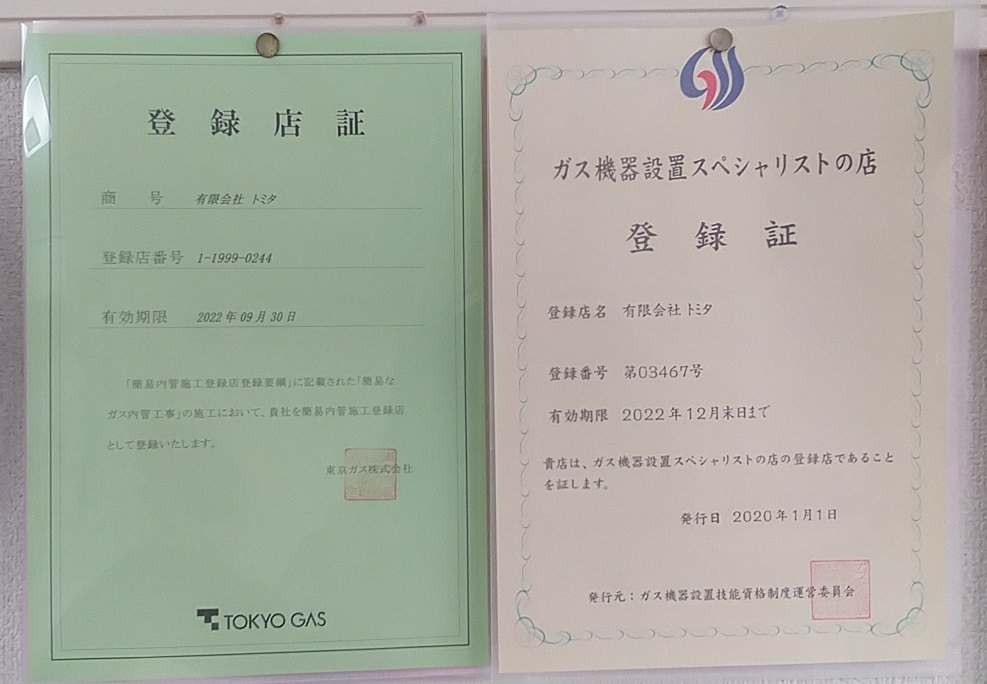 登録店証
商号 有限会社 トミタ
登録店番号 1-1999-0244
有効期限 2022年09月30日
「簡易内管施工登録店登録要綱」に記載された「簡易な
ガス内管工事」の施工において、貴社を簡易内管施工登録店
として登録いたします。
東京ガス株式会社
TOKYO GAS
ガス機器設置スペシャリストの店
登録証
登録店名 有限会社トミタ
登録番号 第03467号
有効期限 2022年12月末日まで
貴店は、ガス機器設置スペシャリストの店の登録店であること
を証します。
発行日 2020年1月1日
発行元:ガス機器設置技能資格制度運営委員会